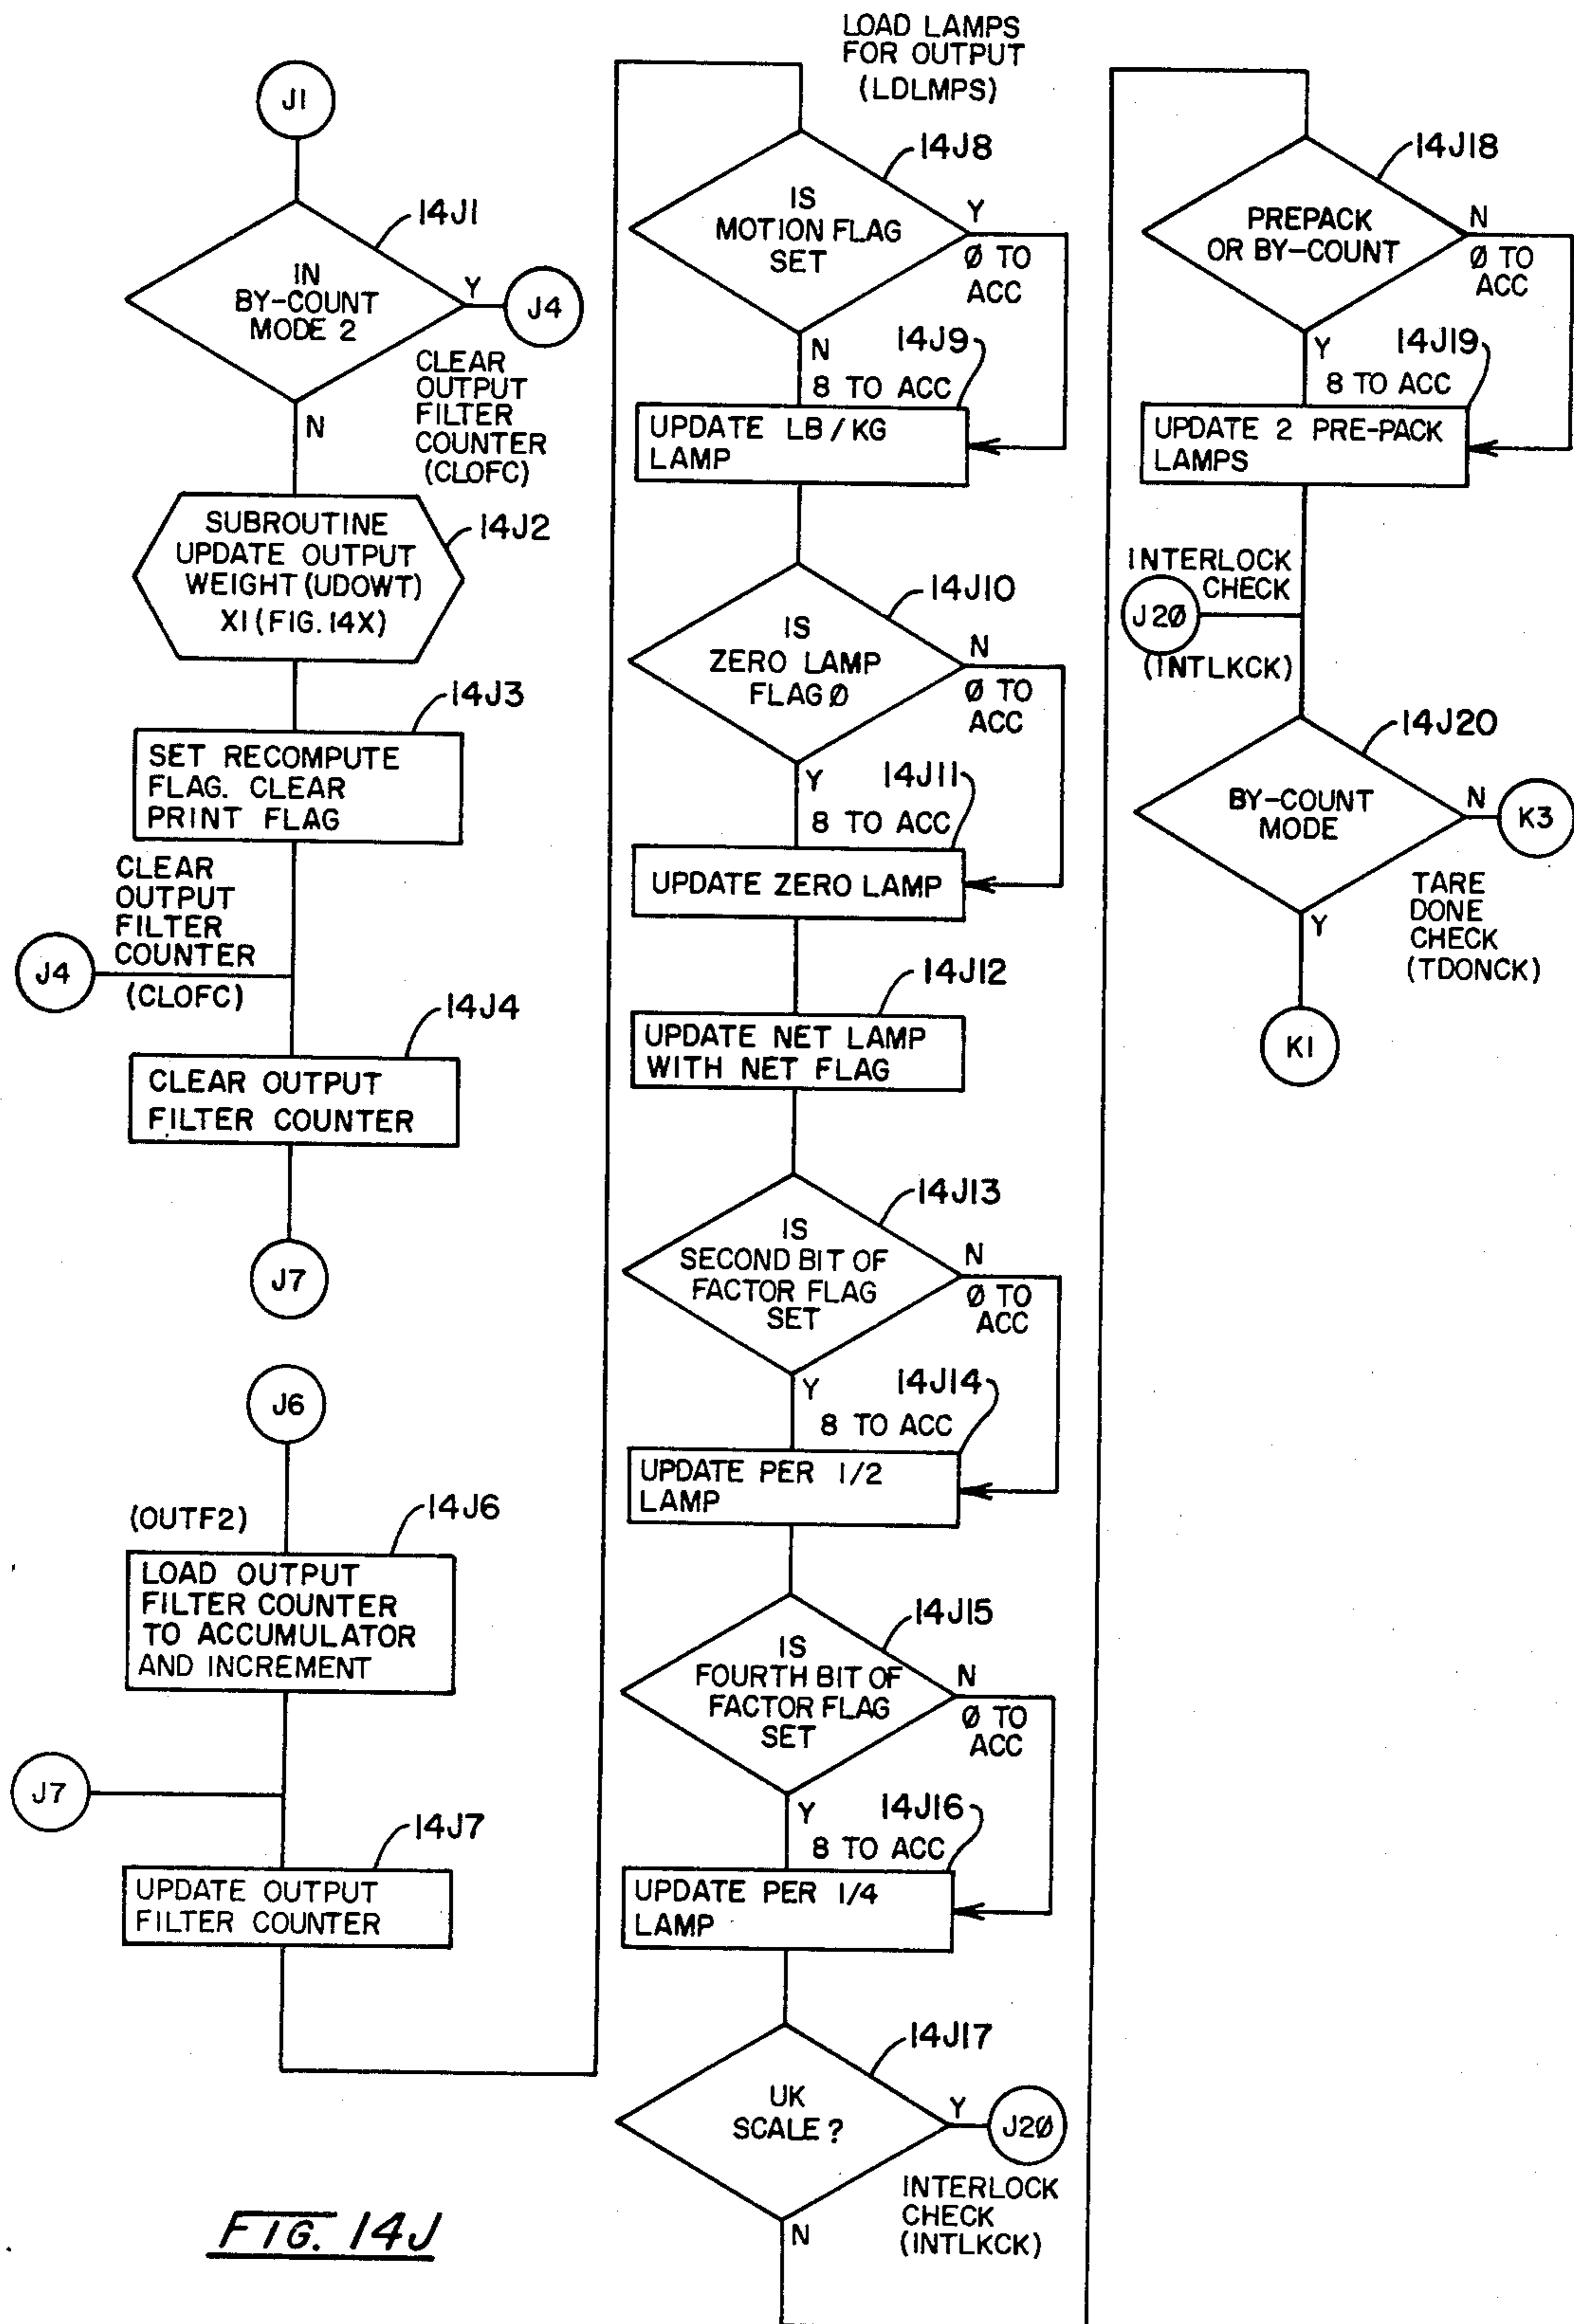 J1
14J1
IN
BY-COUNT
MODE 2
Y
J4
N
CLEAR
OUTPUT
FILTER
COUNTER
(CLOFC)
SUBROUTINE
UPDATE OUTPUT
WEIGHT (UDOWT)
X1 (FIG. 14X)
14J2
14J3
SET RECOMPUTE
FLAG. CLEAR
PRINT FLAG
CLEAR
OUTPUT
FILTER
COUNTER
J4
(CLOFC)
14J4
CLEAR OUTPUT
FILTER COUNTER
J7
J6
(OUTF2)
14J6
LOAD OUTPUT
FILTER COUNTER
TO ACCUMULATOR
AND INCREMENT
J7
14J7
UPDATE OUTPUT
FILTER COUNTER
FIG. 14J
LOAD LAMPS
FOR OUTPUT
(LDLMPS)
14J8
IS
MOTION FLAG
SET
Y
Ø TO
ACC
N
14J9
8 TO ACC
UPDATE LB / KG
LAMP
14J10
IS
ZERO LAMP
FLAG Ø
N
Ø TO
ACC
Y
14J11
8 TO ACC
UPDATE ZERO LAMP
14J12
UPDATE NET LAMP
WITH NET FLAG
14J13
IS
SECOND BIT OF
FACTOR FLAG
SET
N
Ø TO
ACC
Y
14J14
8 TO ACC
UPDATE PER 1/2
LAMP
14J15
IS
FOURTH BIT OF
FACTOR FLAG
SET
N
Ø TO
ACC
Y
14J16
8 TO ACC
UPDATE PER 1/4
LAMP
14J17
UK
SCALE ?
Y
J2Ø
N
INTERLOCK
CHECK
(INTLKCK)
14J18
PREPACK
OR BY-COUNT
N
Ø TO
ACC
Y
14J19
8 TO ACC
UPDATE 2 PRE-PACK
LAMPS
INTERLOCK
CHECK
J2Ø
(INTLKCK)
14J20
BY-COUNT
MODE
N
K3
Y
TARE
DONE
CHECK
(TDONCK)
K1